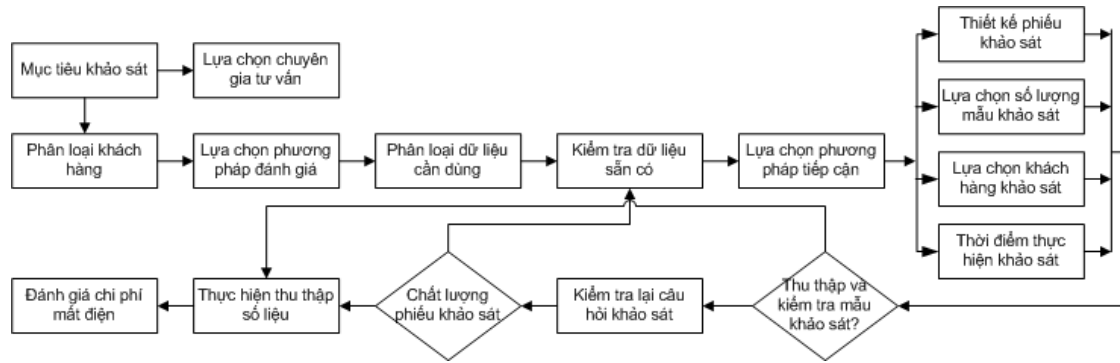 Mục tiêu khảo sát
Lựa chọn chuyên
gia tư vấn
Thiết kế phiếu
khảo sát
Lựa chọn số lượng
mẫu khảo sát
Phân loại khách
hàng
Lựa chọn phương
pháp đánh giá
Phân loại dữ liệu
cần dùng
Kiểm tra dữ liệu
sẵn có
Lựa chọn phương
pháp tiếp cận
Lựa chọn khách
hàng khảo sát
Thời điểm thực
hiện khảo sát
Đánh giá chi phí
mất điện
Thực hiện thu thập
số liệu
Chất lượng
phiếu khảo sát
Kiểm tra lại câu
hỏi khảo sát
Thu thập và
kiểm tra mẫu
khảo sát?